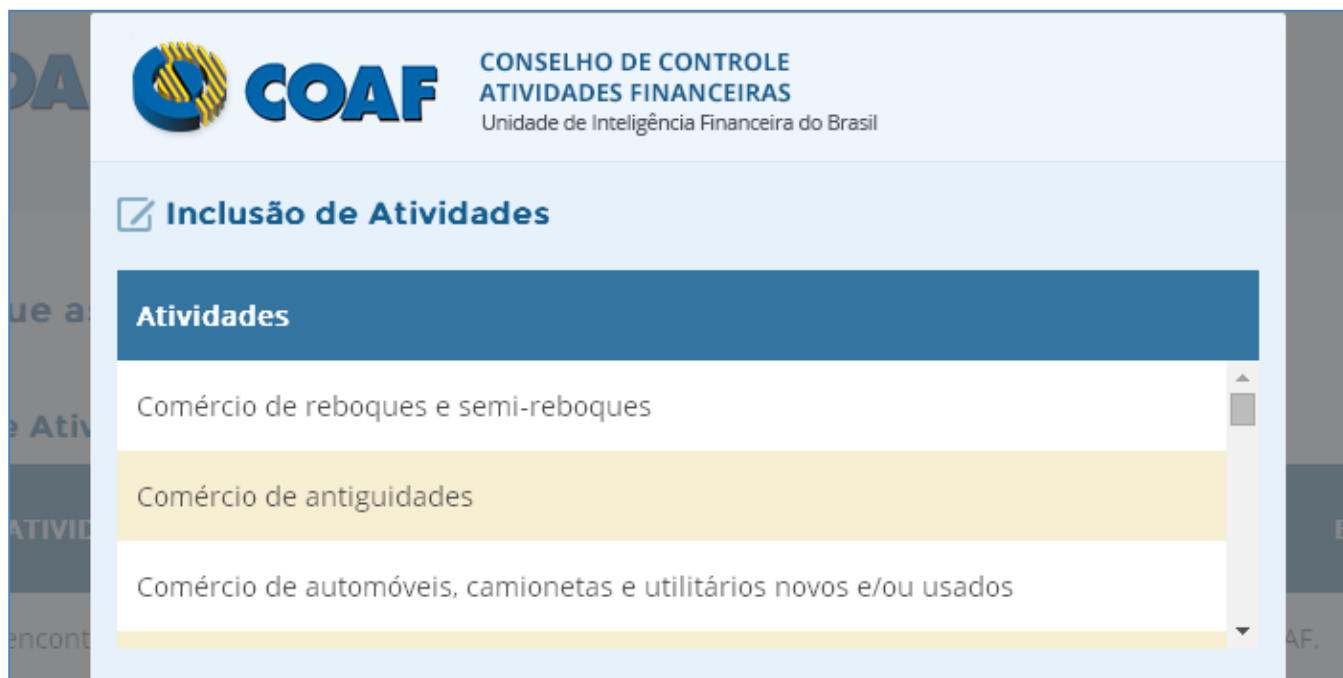 COAF
CONSELHO DE CONTROLE
ATIVIDADES FINANCEIRAS
Unidade de Inteligência Financeira do Brasil
Inclusão de Atividades
Atividades
Comércio de reboques e semi-reboques
Comércio de antiguidades
Comércio de automóveis, camionetas e utilitários novos e/ou usados